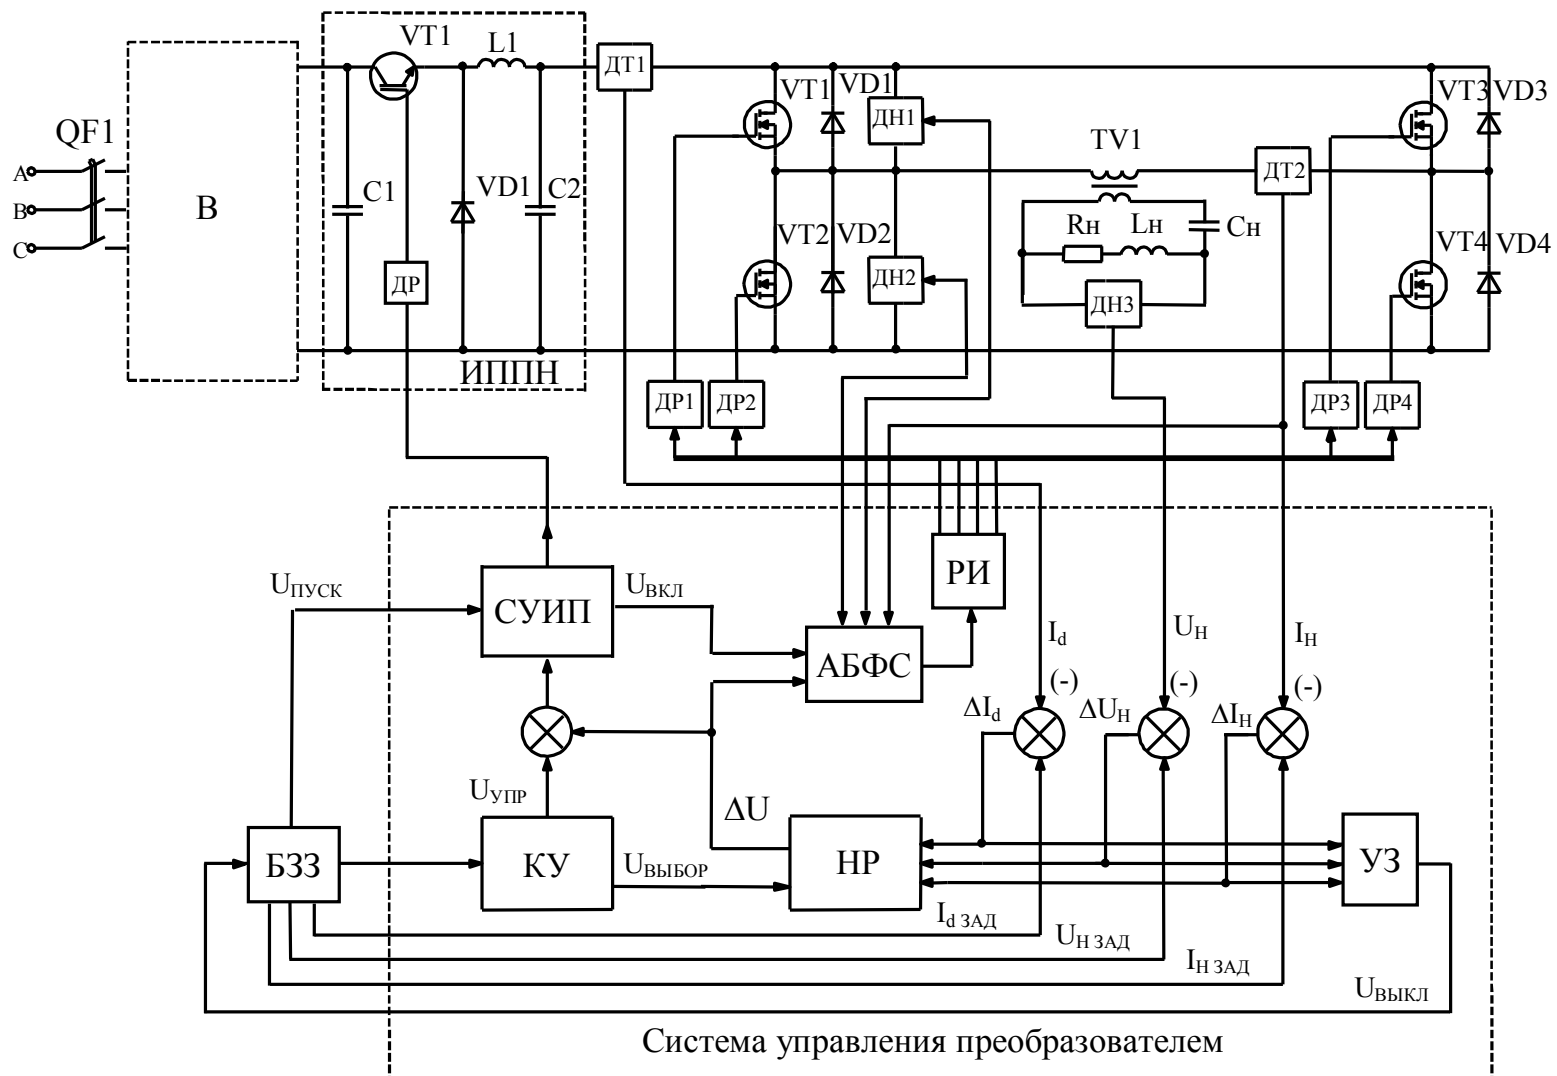 VT1
L1
ДТ1
VT1
VD1
ДН1
VT3
VD3
QF1
TV1
A
B
C
В
C1
VD1
C2
ДТ2
Rн
Lн
Cн
VT2
VD2
ДН2
VT4
VD4
ДР
ДН3
ИППН
ДР1
ДР2
ДР3
ДР4
UПУСК
СУИП
UВКЛ
РИ
АБФС
Id
UН
IН
(-)
(-)
(-)
ΔId
ΔUН
ΔIН
UУПР
ΔU
БЗЗ
КУ
UВЫБОР
НР
УЗ
Id ЗАД
UН ЗАД
IН ЗАД
UВЫКЛ
Система управления преобразователем